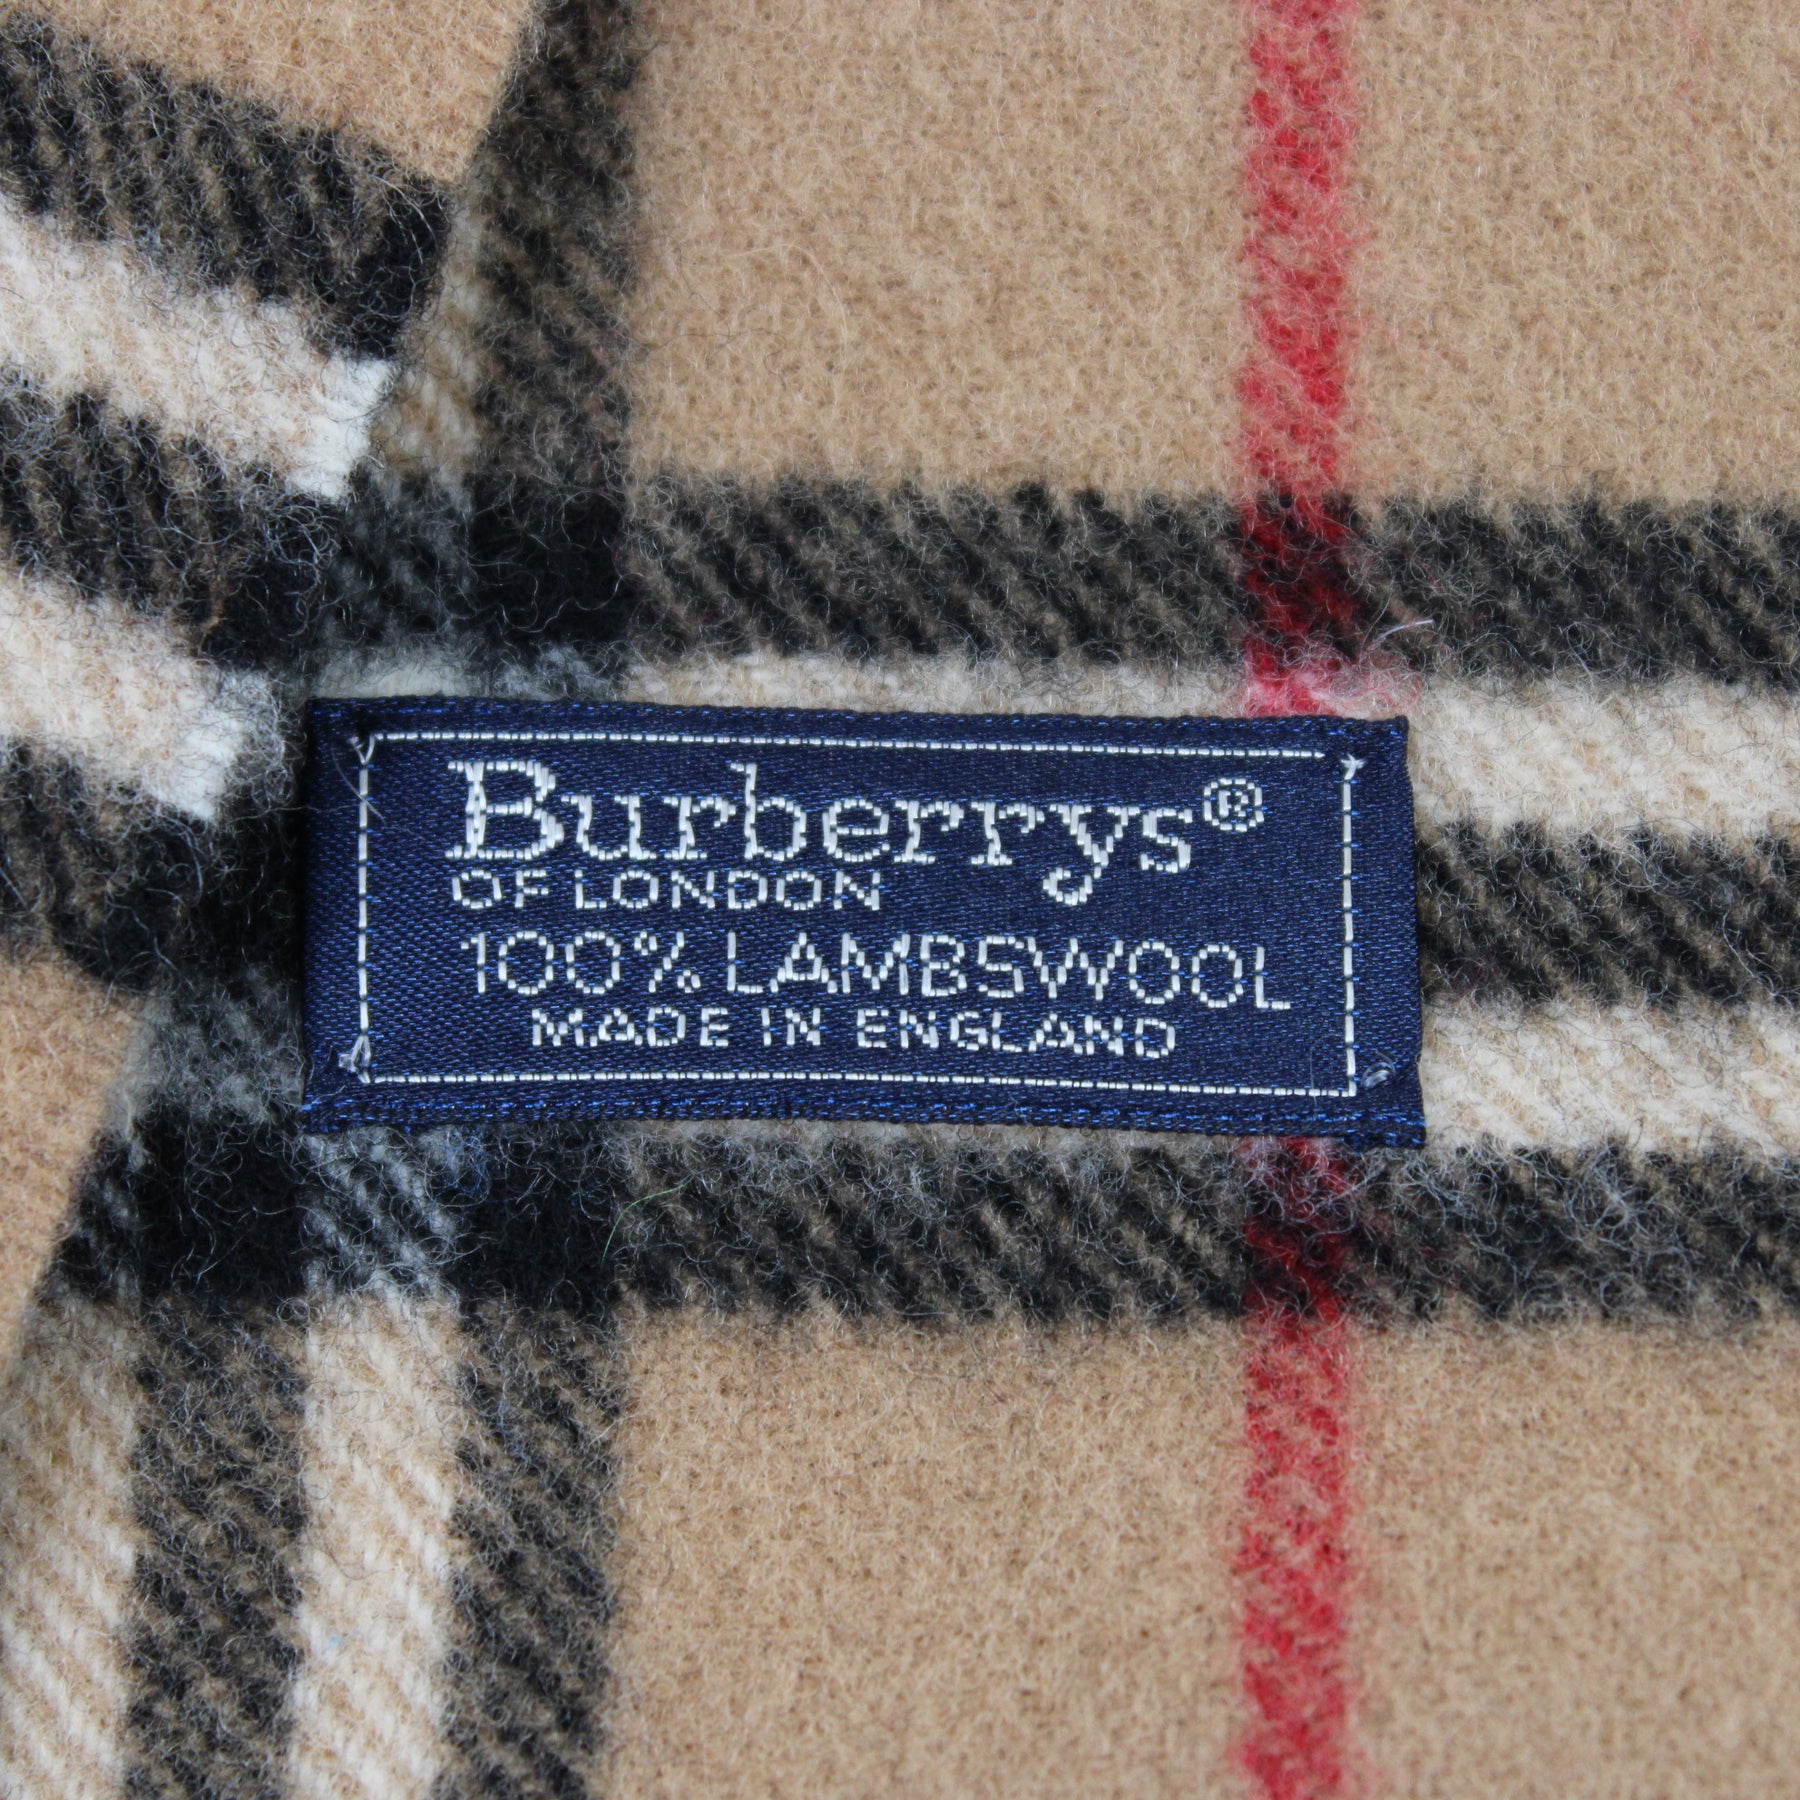 Burberrys®
OF LONDON
100% LAMBSWOOL
MADE IN ENGLAND